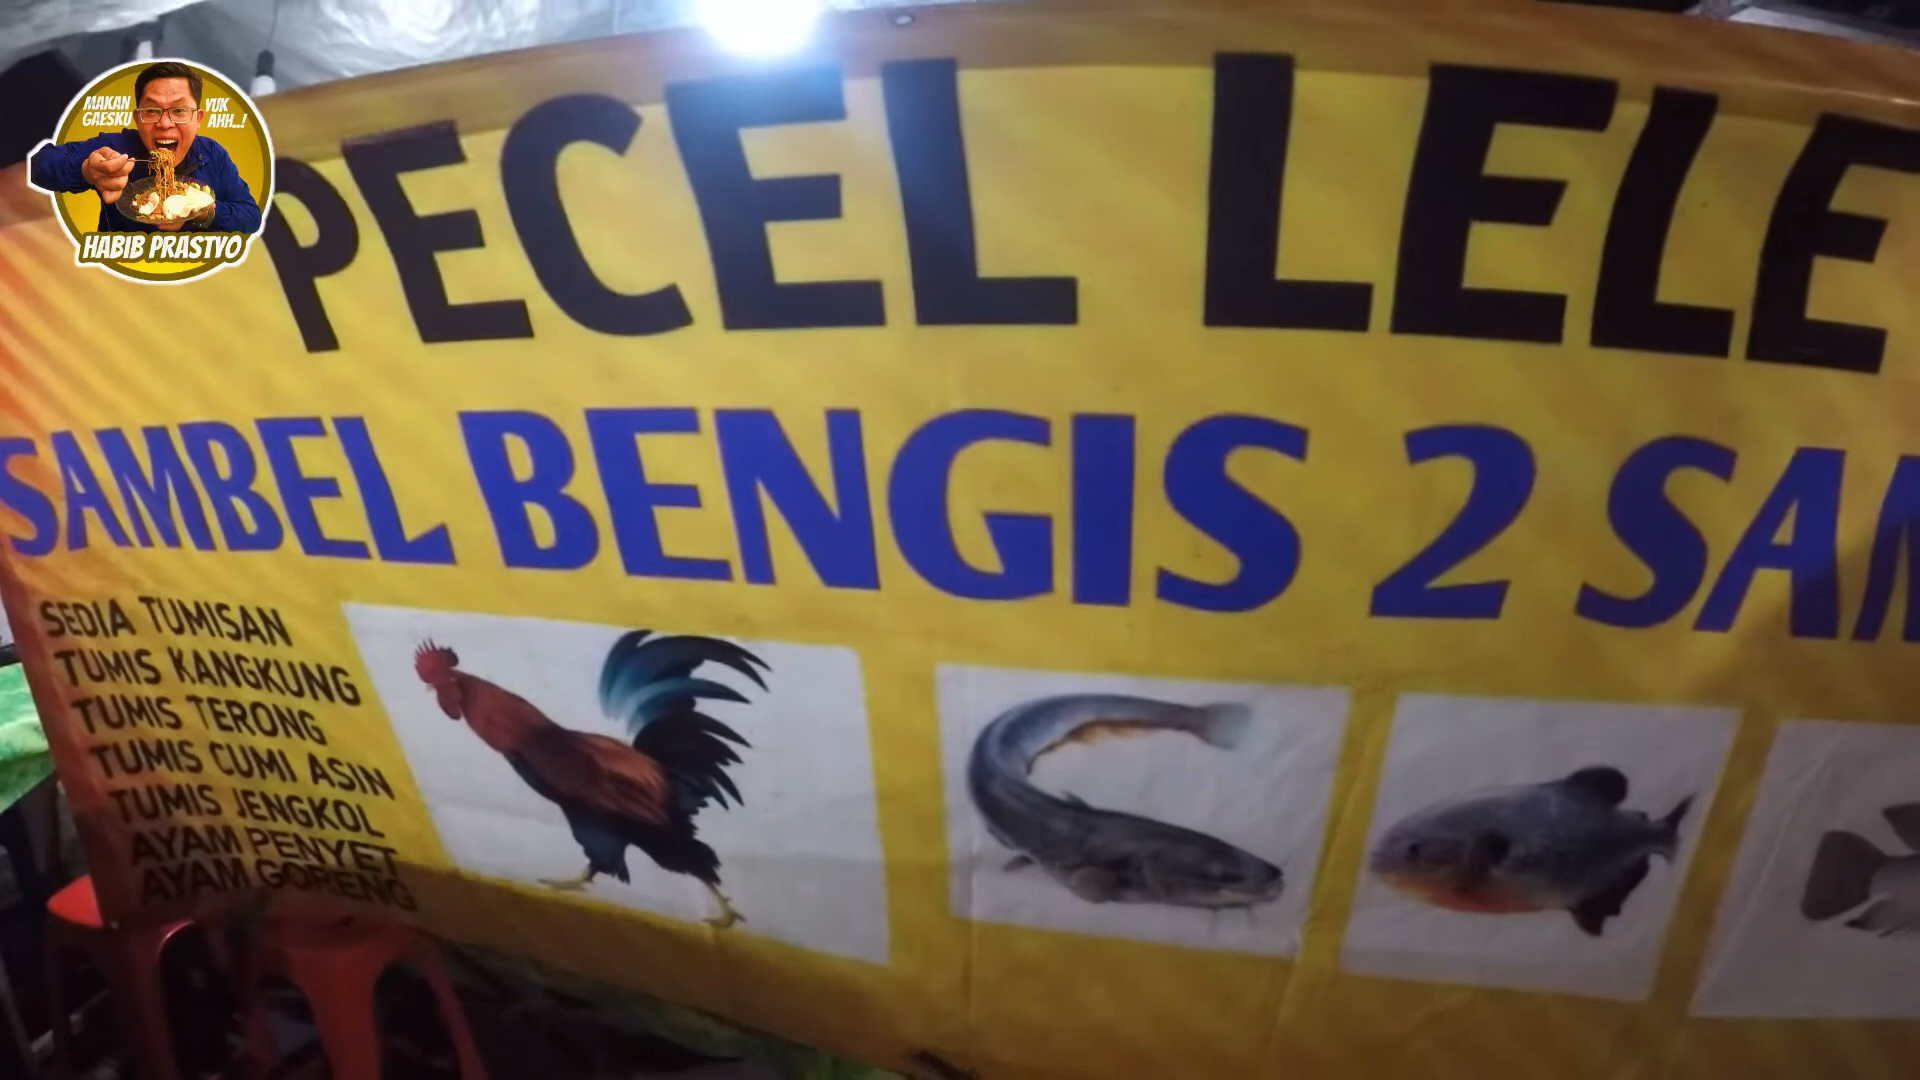 MAKAN YUK
GAESKU AHH...!
HABIB PRASTYO
PECEL LELE
SAMBEL BENGIS 2
SEDIA TUMISAN
TUMIS KANGKUNG
TUMIS TERONG
TUMIS CUMI ASIN
TUMIS JENGKOL
AYAM PENYET
AYAM GORENG